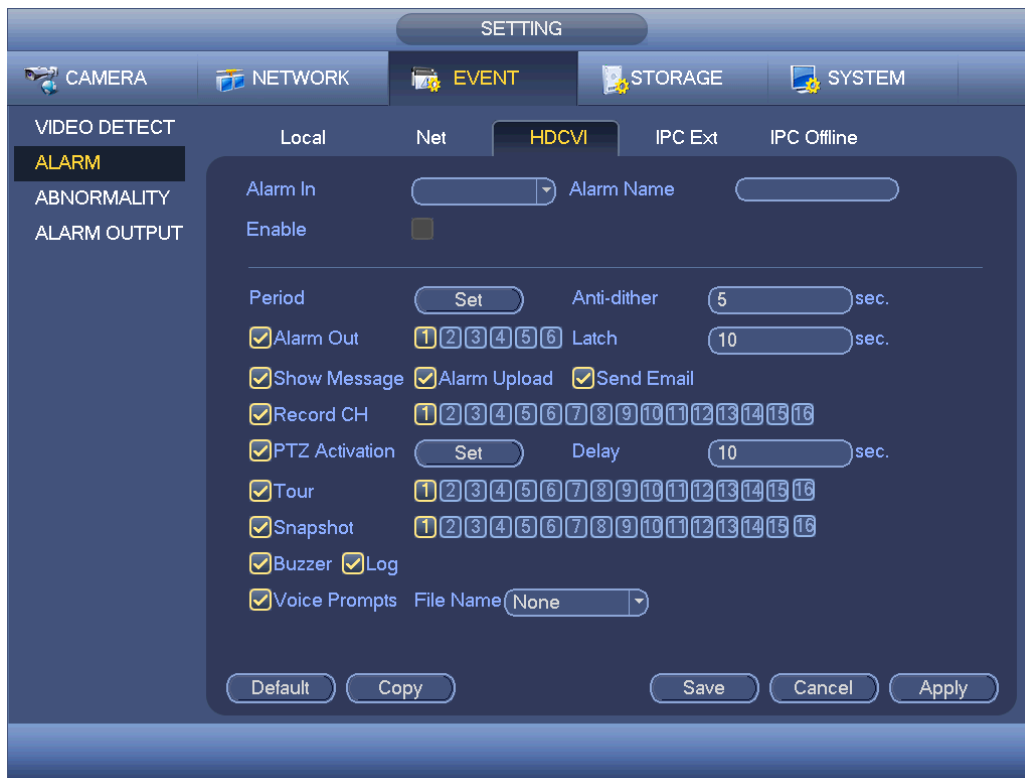 SETTING
CAMERA NETWORK EVENT STORAGE SYSTEM
VIDEO DETECT
ALARM
ABNORMALITY
ALARM OUTPUT
Local Net HDCVI IPC Ext IPC Offline
Alarm In Alarm Name
Enable
Period Set Anti-dither 5 sec.
Alarm Out 1 2 3 4 5 6 Latch 10 sec.
Show Message Alarm Upload Send Email
Record CH 1 2 3 4 5 6 7 8 9 10 11 12 13 14 15 16
PTZ Activation Set Delay 10 sec.
Tour 1 2 3 4 5 6 7 8 9 10 11 12 13 14 15 16
Snapshot 1 2 3 4 5 6 7 8 9 10 11 12 13 14 15 16
Buzzer Log
Voice Prompts File Name None
Default Copy Save Cancel Apply